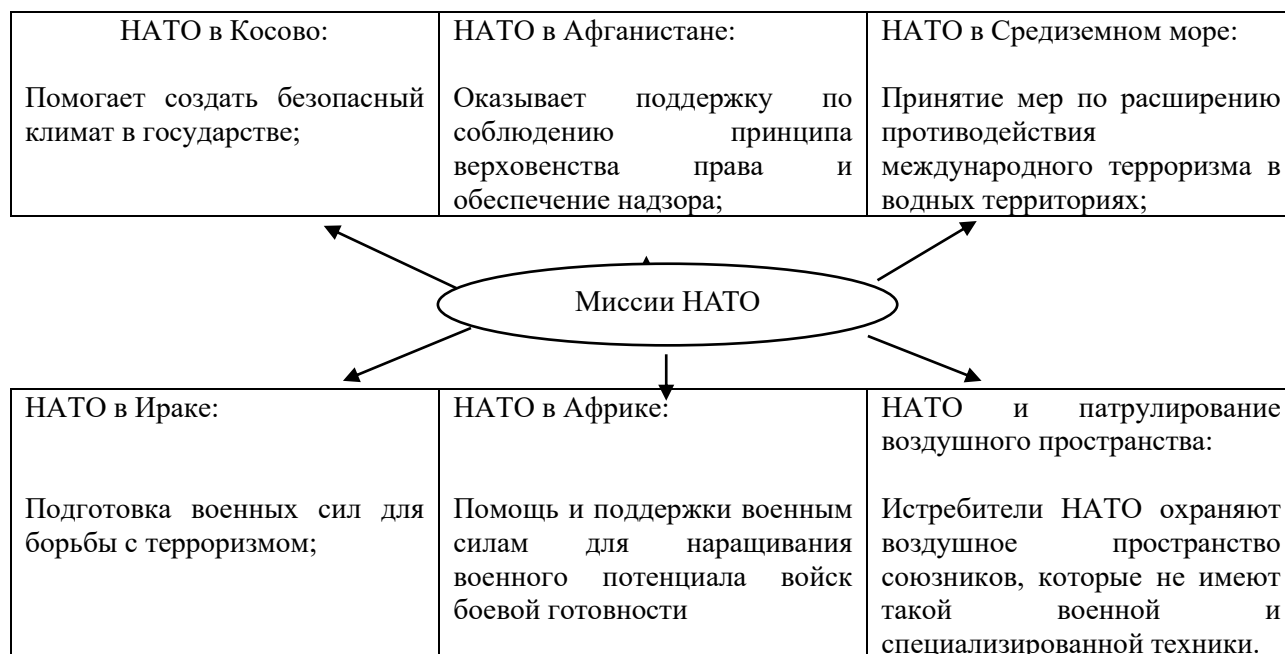 НАТО в Косово:
Помогает создать безопасный
климат в государстве;
НАТО в Афганистане:
Оказывает поддержку по
соблюдению принципа
верховенства права и
обеспечение надзора;
НАТО в Средиземном море:
Принятие мер по расширению
противодействия
международного терроризма в
водных территориях;
Миссии НАТО
НАТО в Ираке:
Подготовка военных сил для
борьбы с терроризмом;
НАТО в Африке:
Помощь и поддержки военным
силам для наращивания
военного потенциала войск
боевой готовности
НАТО и патрулирование
воздушного пространства:
Истребители НАТО охраняют
воздушное пространство
союзников, которые не имеют
такой военной и
специализированной техники.